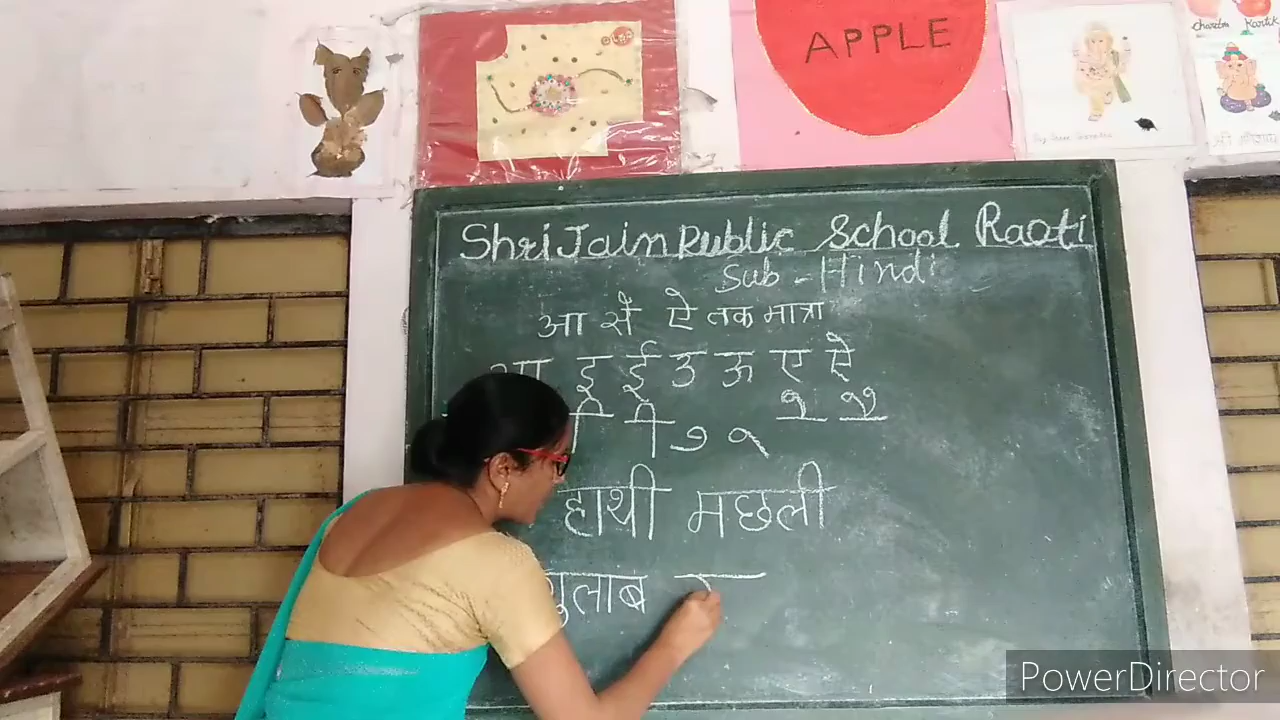 APPLE
Shri Jain Public School Raoti
Sub - Hindi
आ से ऐ तक मात्रा
आ इ ई उ ऊ ए ऐ
हाथी मछली
गुलाब
PowerDirector